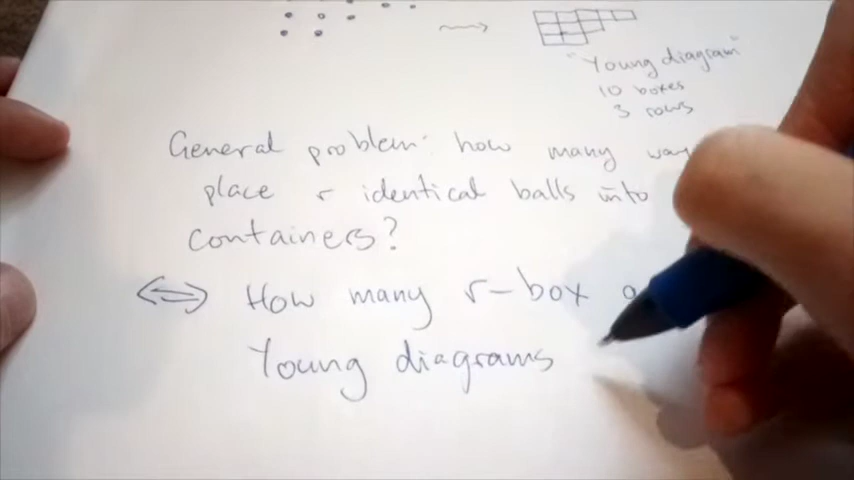 "Young diagram"
10 boxes
3 rows
General problem: how many
place r identical balls into
containers?
⇔ How many r-box
Young diagrams